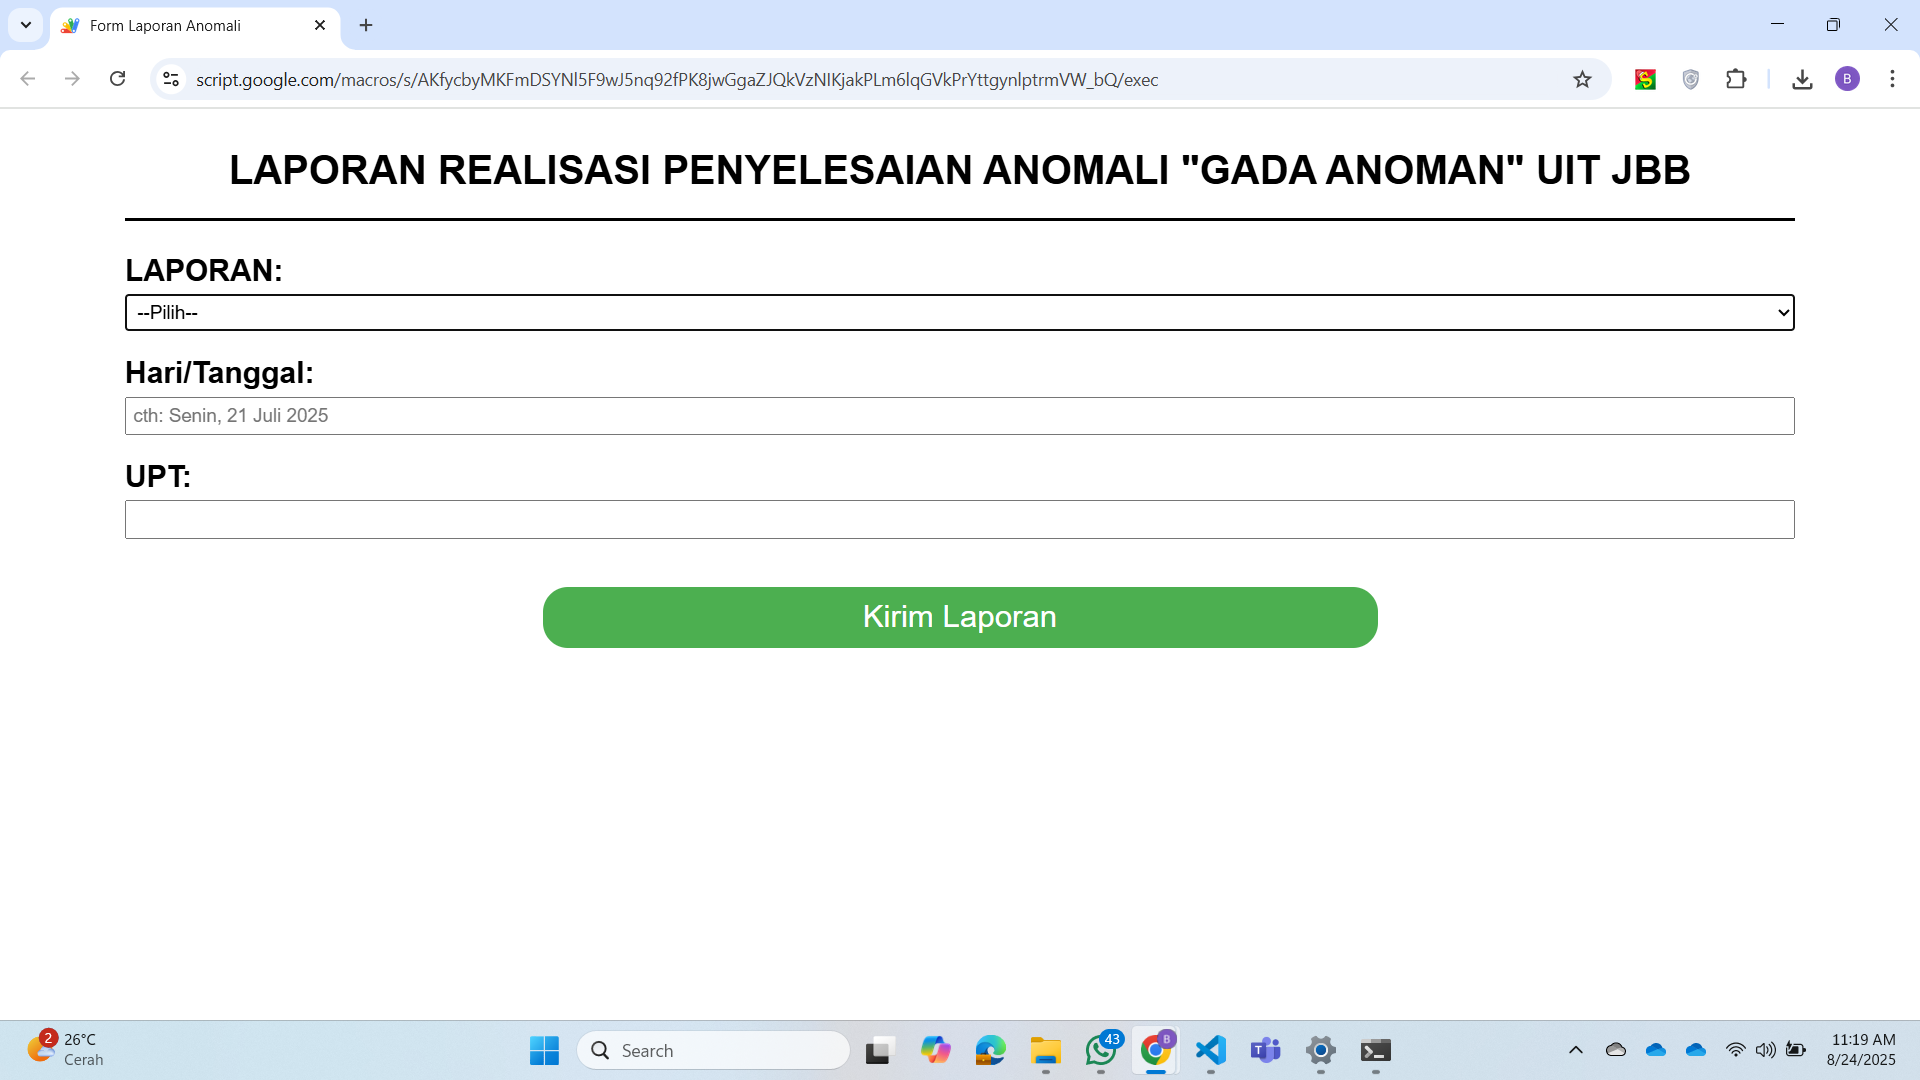 Form Laporan Anomali
script.google.com/macros/s/AKfycbyMKFmDSYNl5F9wJ5nq92fPK8jwGgaZJQkVzNIKjakPLm6lqGVkPrYttgynlptrmVW_bQ/exec
B
LAPORAN REALISASI PENYELESAIAN ANOMALI "GADA ANOMAN" UIT JBB
LAPORAN:
--Pilih--
Hari/Tanggal:
cth: Senin, 21 Juli 2025
UPT:
Kirim Laporan
2
26°C
Cerah
Search
43
B
11:19 AM
8/24/2025